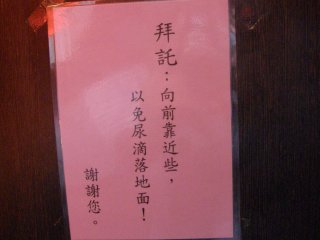 拜託：向前靠近些，
以免尿滴落地面！
謝謝您。